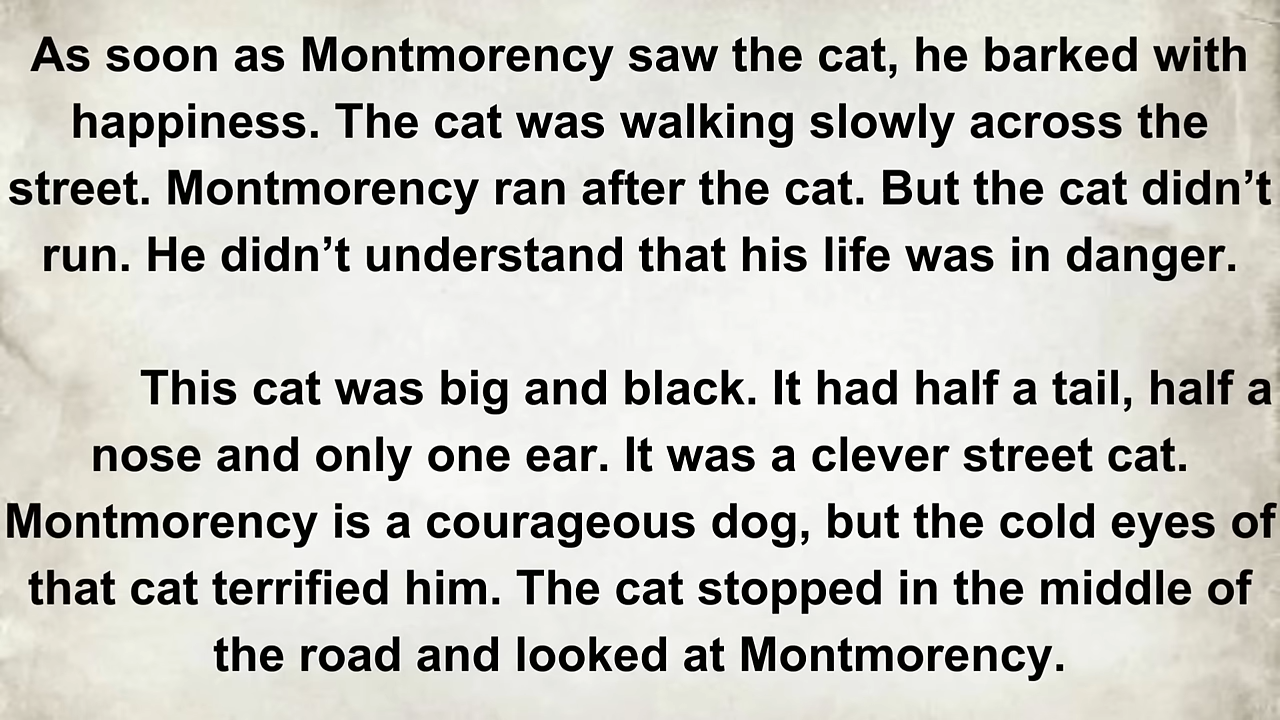 As soon as Montmorency saw the cat, he barked with
happiness. The cat was walking slowly across the
street. Montmorency ran after the cat. But the cat didn’t
run. He didn’t understand that his life was in danger.
This cat was big and black. It had half a tail, half a
nose and only one ear. It was a clever street cat.
Montmorency is a courageous dog, but the cold eyes of
that cat terrified him. The cat stopped in the middle of
the road and looked at Montmorency.